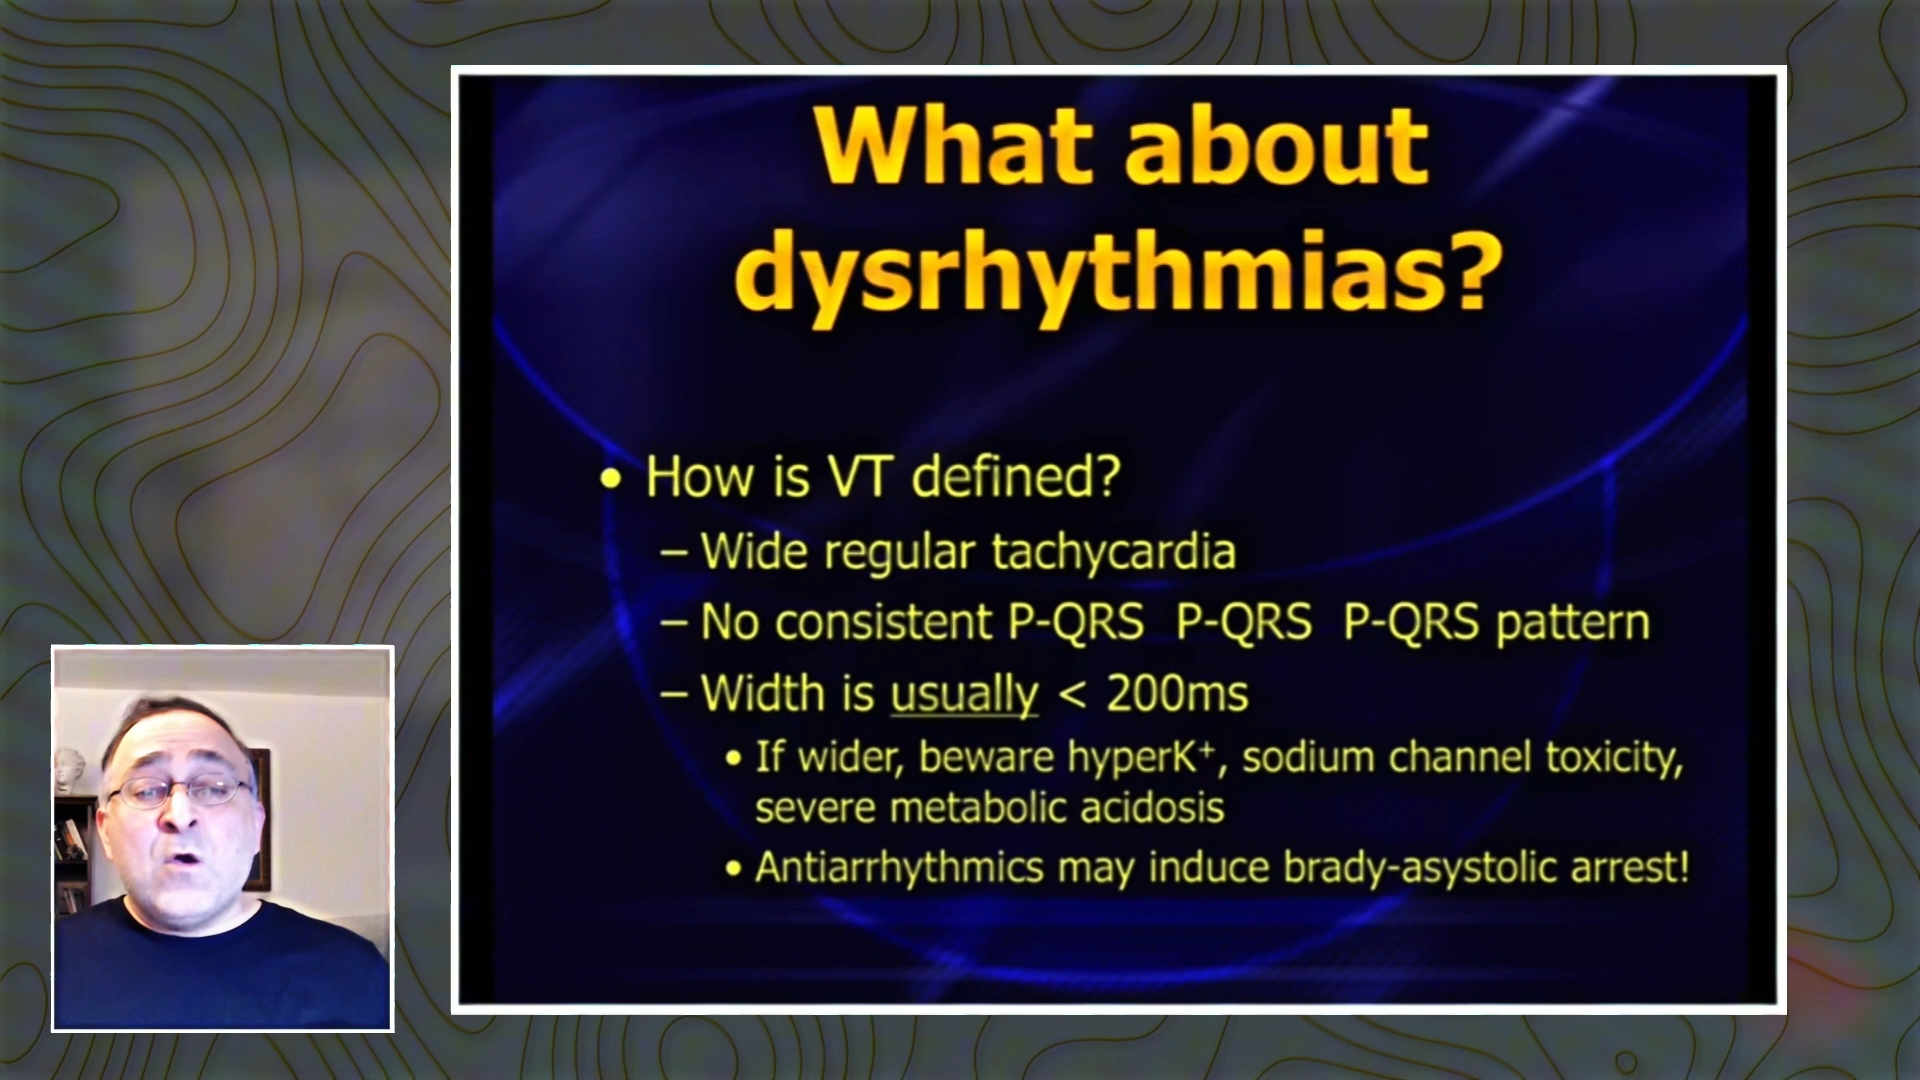 What about
dysrhythmias?
• How is VT defined?
– Wide regular tachycardia
– No consistent P-QRS P-QRS P-QRS pattern
– Width is usually < 200ms
• If wider, beware hyperK⁺, sodium channel toxicity,
severe metabolic acidosis
• Antiarrhythmics may induce brady-asystolic arrest!